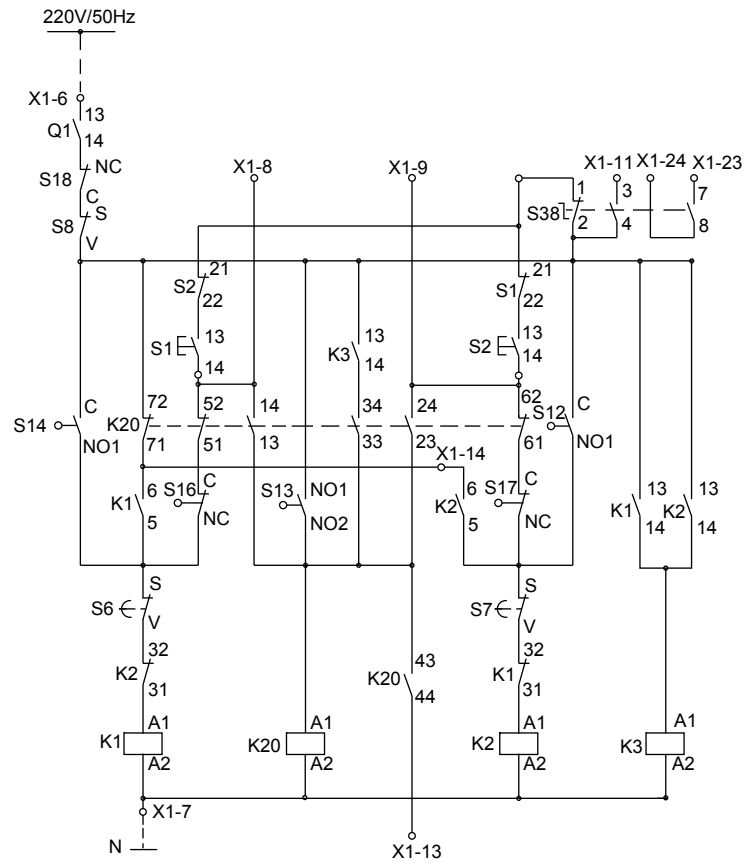 220V/50Hz
X1-6
13
Q1
14
NC
S18
C
S
S8
V
X1-8
X1-9
X1-11
X1-24
X1-23
1
3
7
S38
2
4
8
21
S2
22
21
S1
22
13
S1
14
13
K3
14
13
S2
14
C
S14
NO1
72
K20
71
52
51
14
13
34
33
24
23
62
61
S12
C
NO1
X1-14
6
K1
5
C
S16
NC
NO1
S13
NO2
6
K2
5
C
S17
NC
13
K1
14
13
K2
14
S
S6
V
S
S7
V
32
K2
31
43
K20
44
32
K1
31
A1
K1
A2
A1
K20
A2
A1
K2
A2
A1
K3
A2
X1-7
N
X1-13